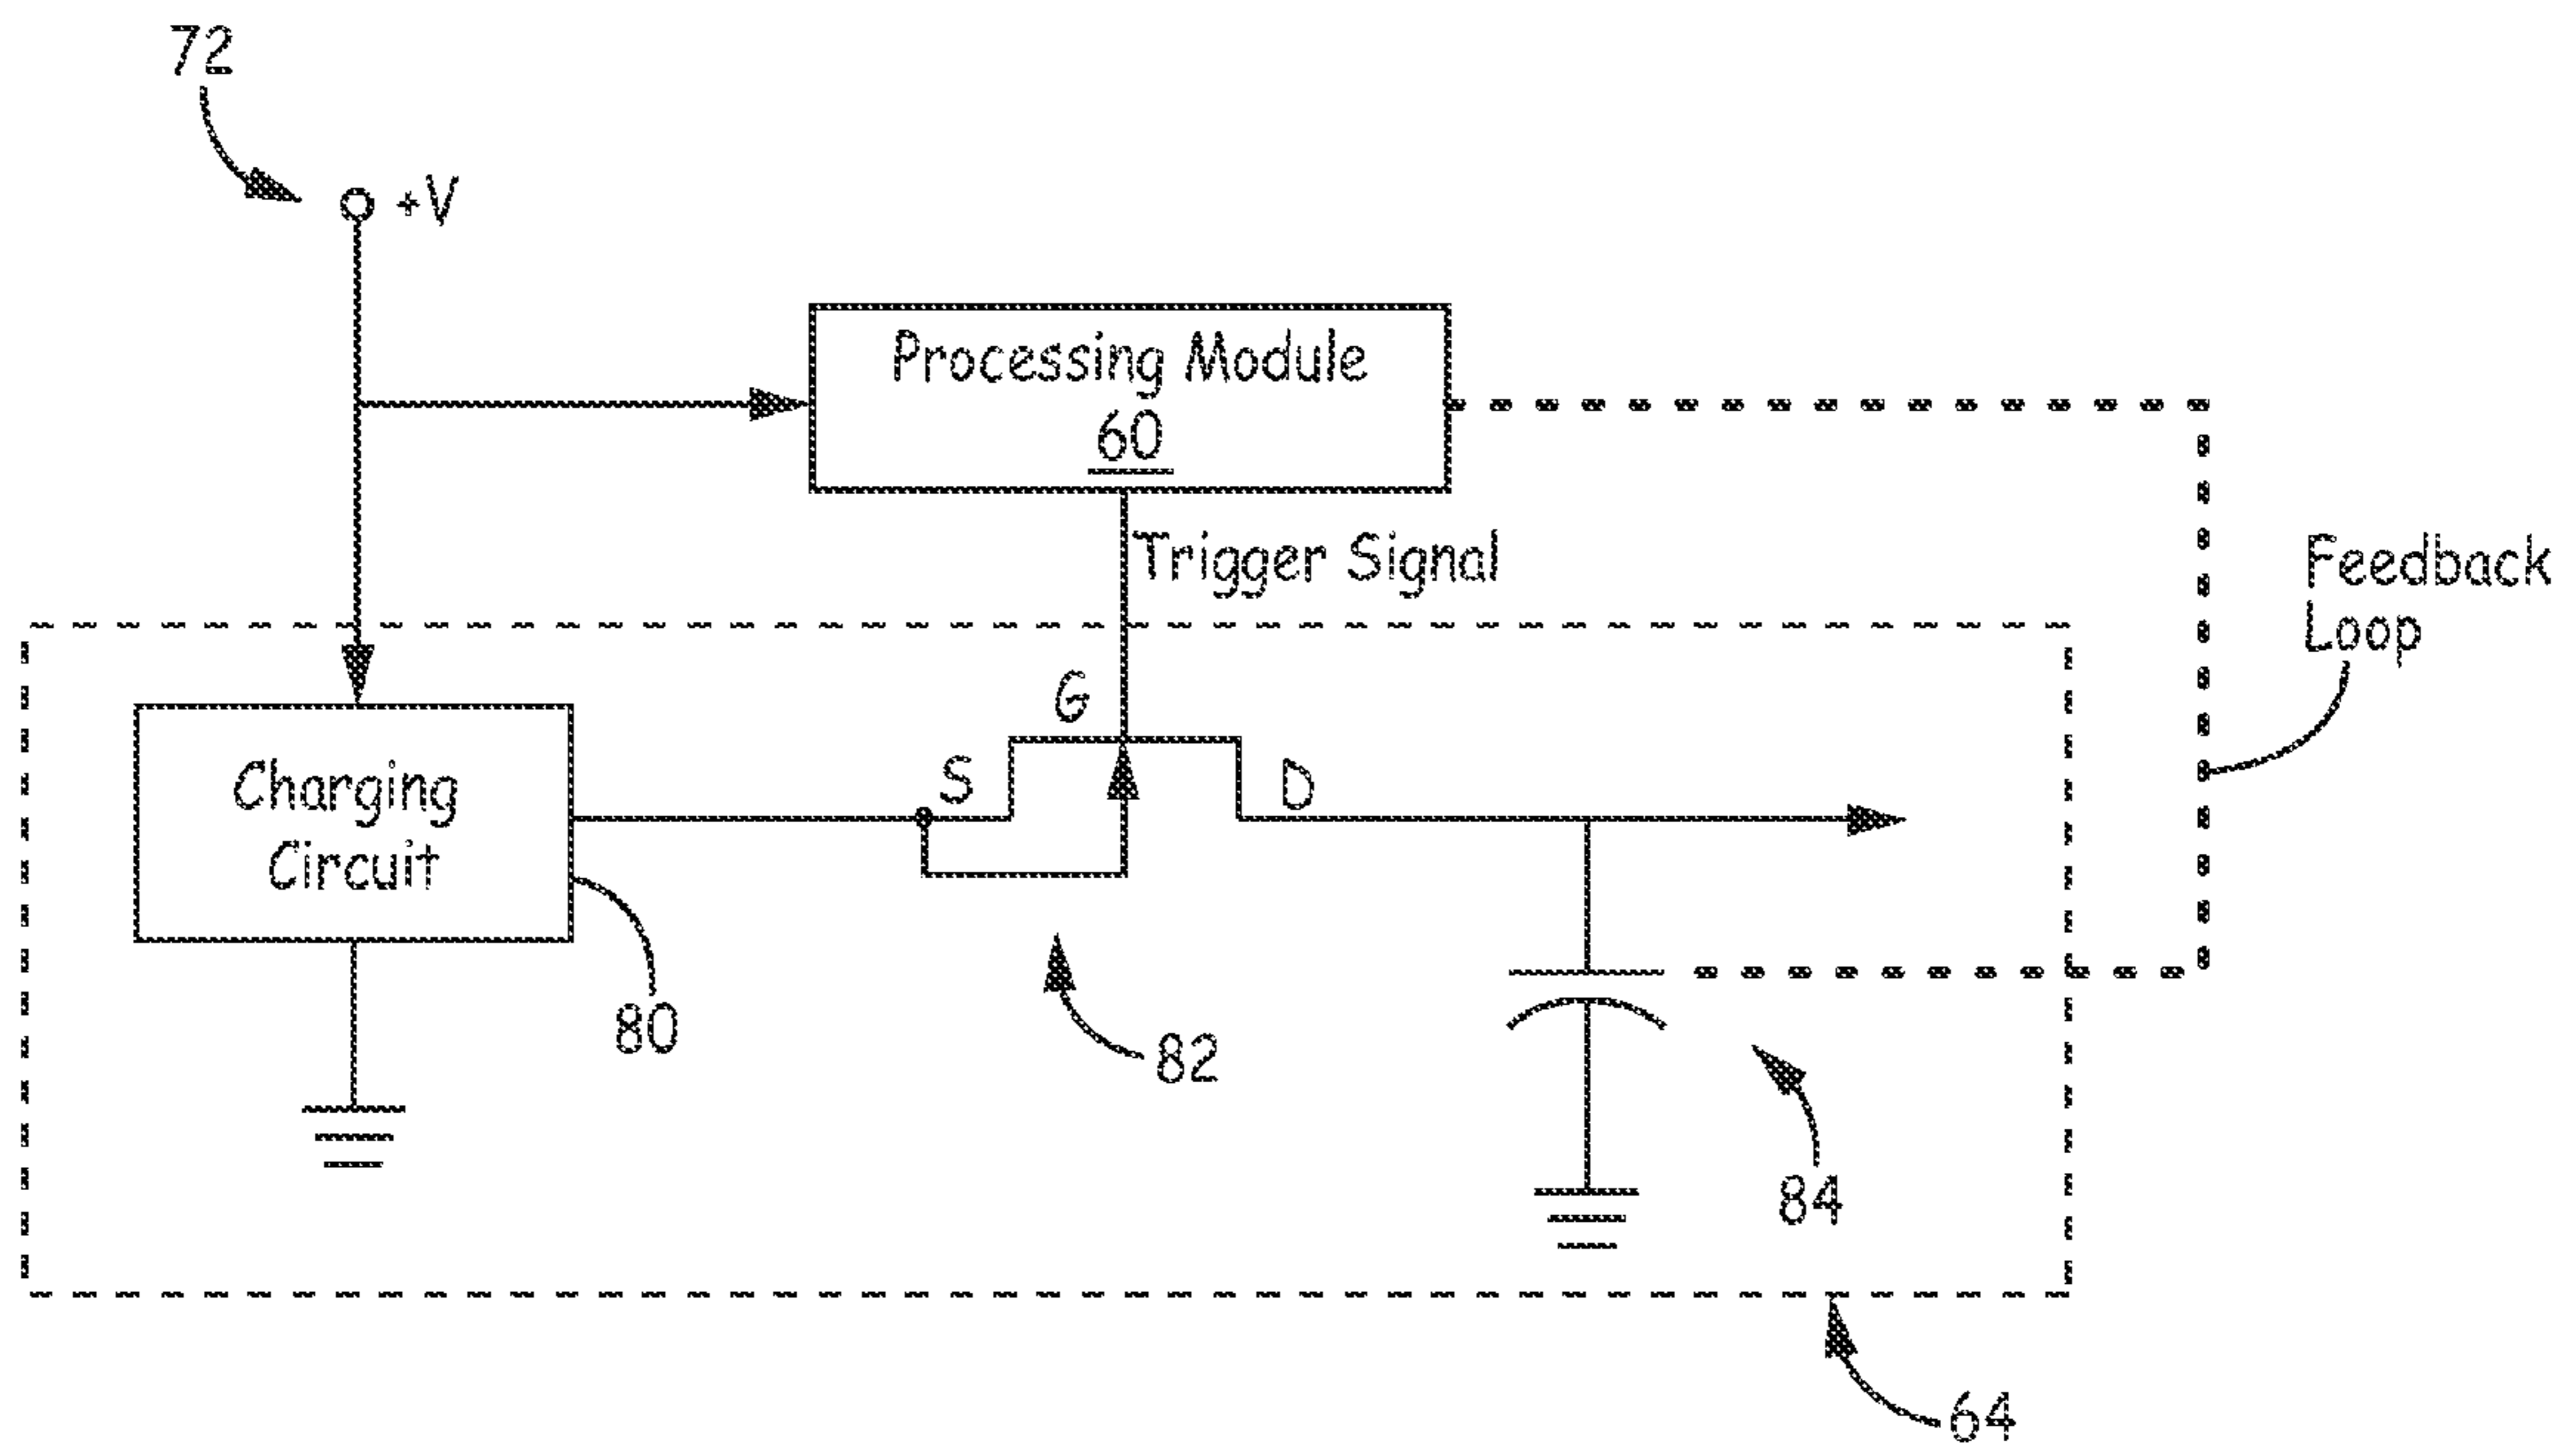 72
+V
Processing Module
60
Trigger Signal
Feedback
Loop
G
S
D
Charging
Circuit
80
82
84
64